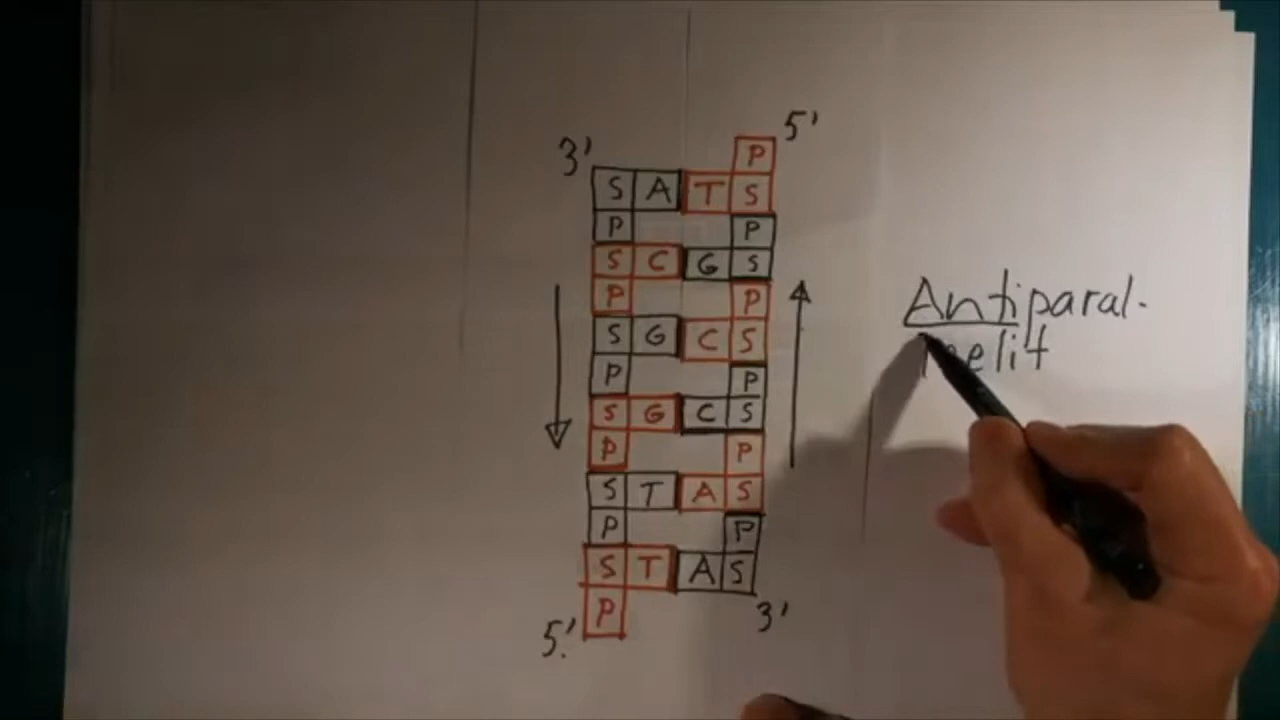 5'
3' P
S A T S
P P
S C G S
P P
S G C S
P P
S G C S
P P
S T A S
P P
S T A S
P
5' 3'
Antiparal-